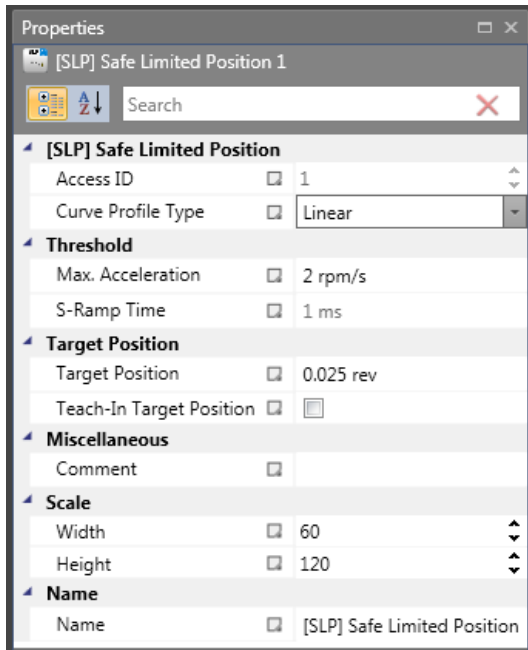 Properties
[SLP] Safe Limited Position 1
A Z Search
[SLP] Safe Limited Position
Access ID 1
Curve Profile Type Linear
Threshold
Max. Acceleration 2 rpm/s
S-Ramp Time 1 ms
Target Position
Target Position 0.025 rev
Teach-In Target Position
Miscellaneous
Comment
Scale
Width 60
Height 120
Name
Name [SLP] Safe Limited Position